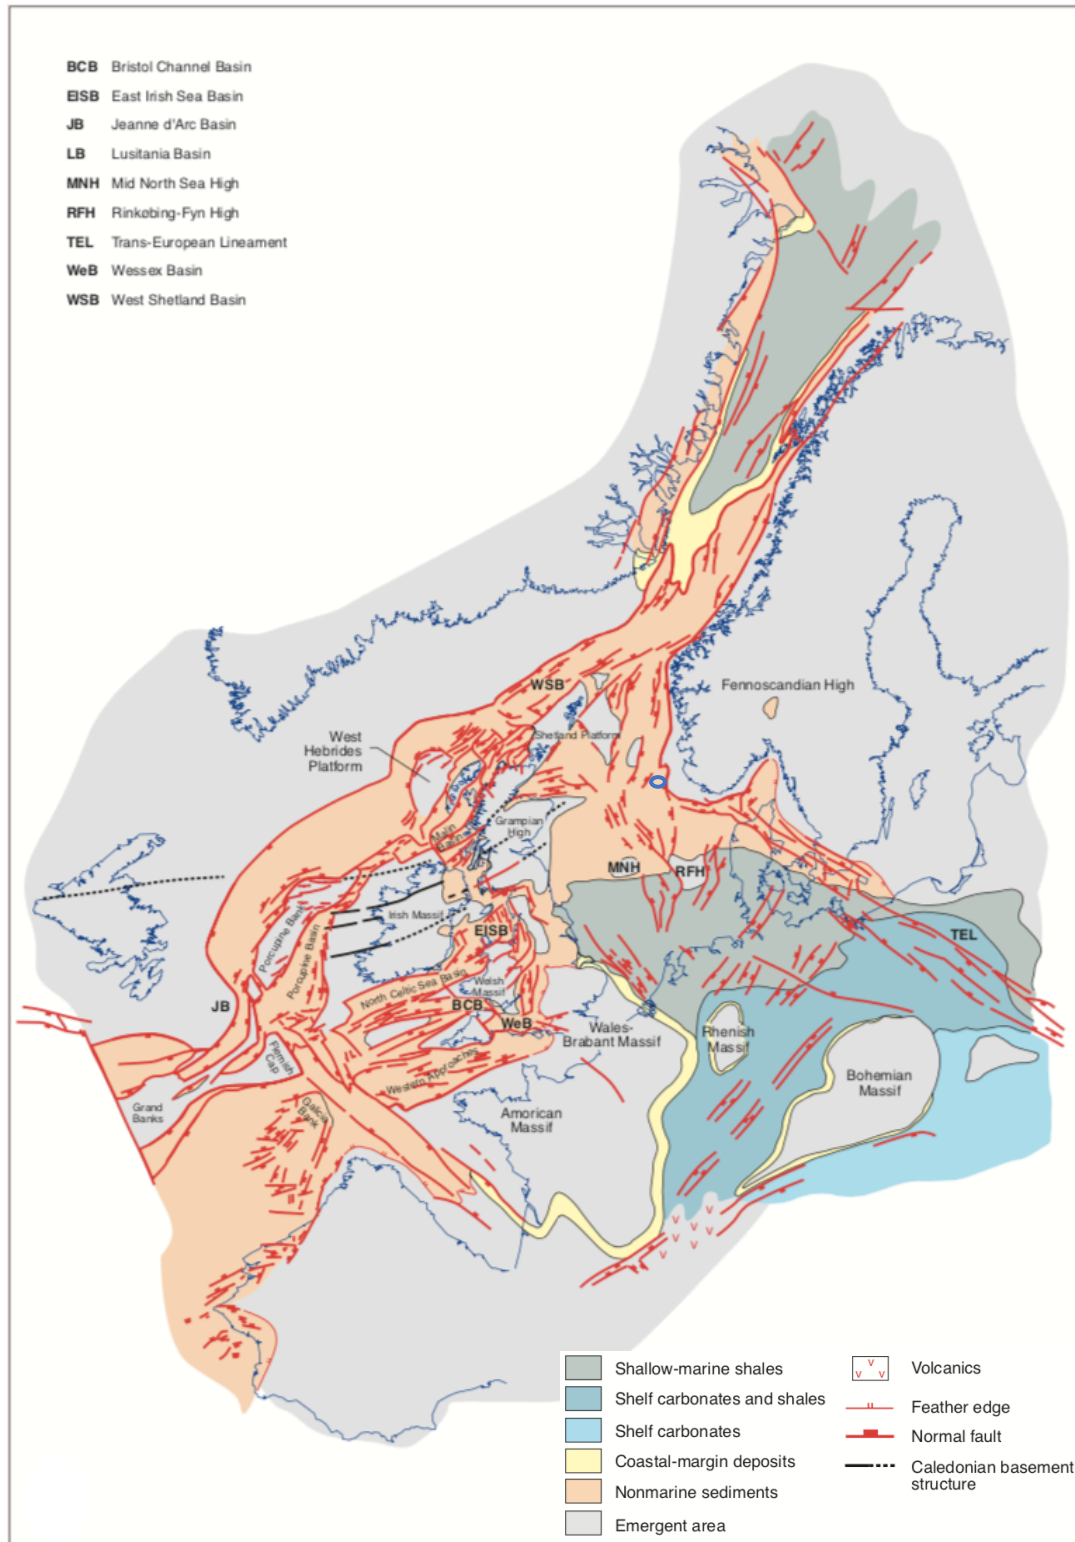 BCB Bristol Channel Basin
EISB East Irish Sea Basin
JB Jeanne d'Arc Basin
LB Lusitania Basin
MNH Mid North Sea High
RFH Rinkøbing-Fyn High
TEL Trans-European Lineament
WeB Wessex Basin
WSB West Shetland Basin
WSB
Fennoscandian High
West
Hebrides
Platform
Shetland Platform
Grampian
High
Malin
Basin
MNH
RFH
Porcupine Bank
Irish Massif
Porcupine Basin
EISB
TEL
North Celtic Sea Basin
Welsh
Massif
JB
BCB
WeB
Wales-
Brabant Massif
Rhenish
Massif
Flemish
Cap
Western Approaches
Bohemian
Massif
Grand
Banks
Galicia
Bank
Amorican
Massif
v v
v v
v v
v
Shallow-marine shales
Shelf carbonates and shales
Shelf carbonates
Coastal-margin deposits
Nonmarine sediments
Emergent area
v
v v
Volcanics
Feather edge
Normal fault
Caledonian basement
structure